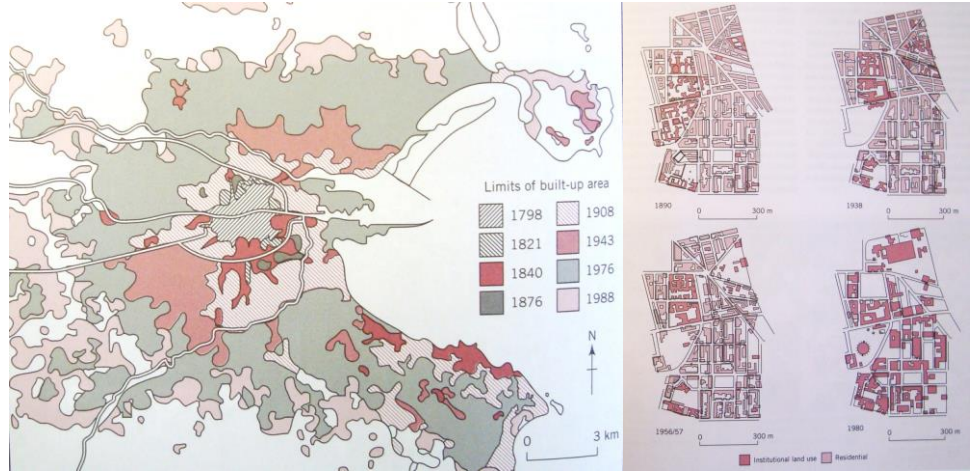 Limits of built-up area
1798
1821
1840
1876
1908
1943
1976
1988
N
0 3 km
1890
0 300 m
1938
0 300 m
1956/57
0 300 m
1980
0 300 m
Institutional land use
Residential